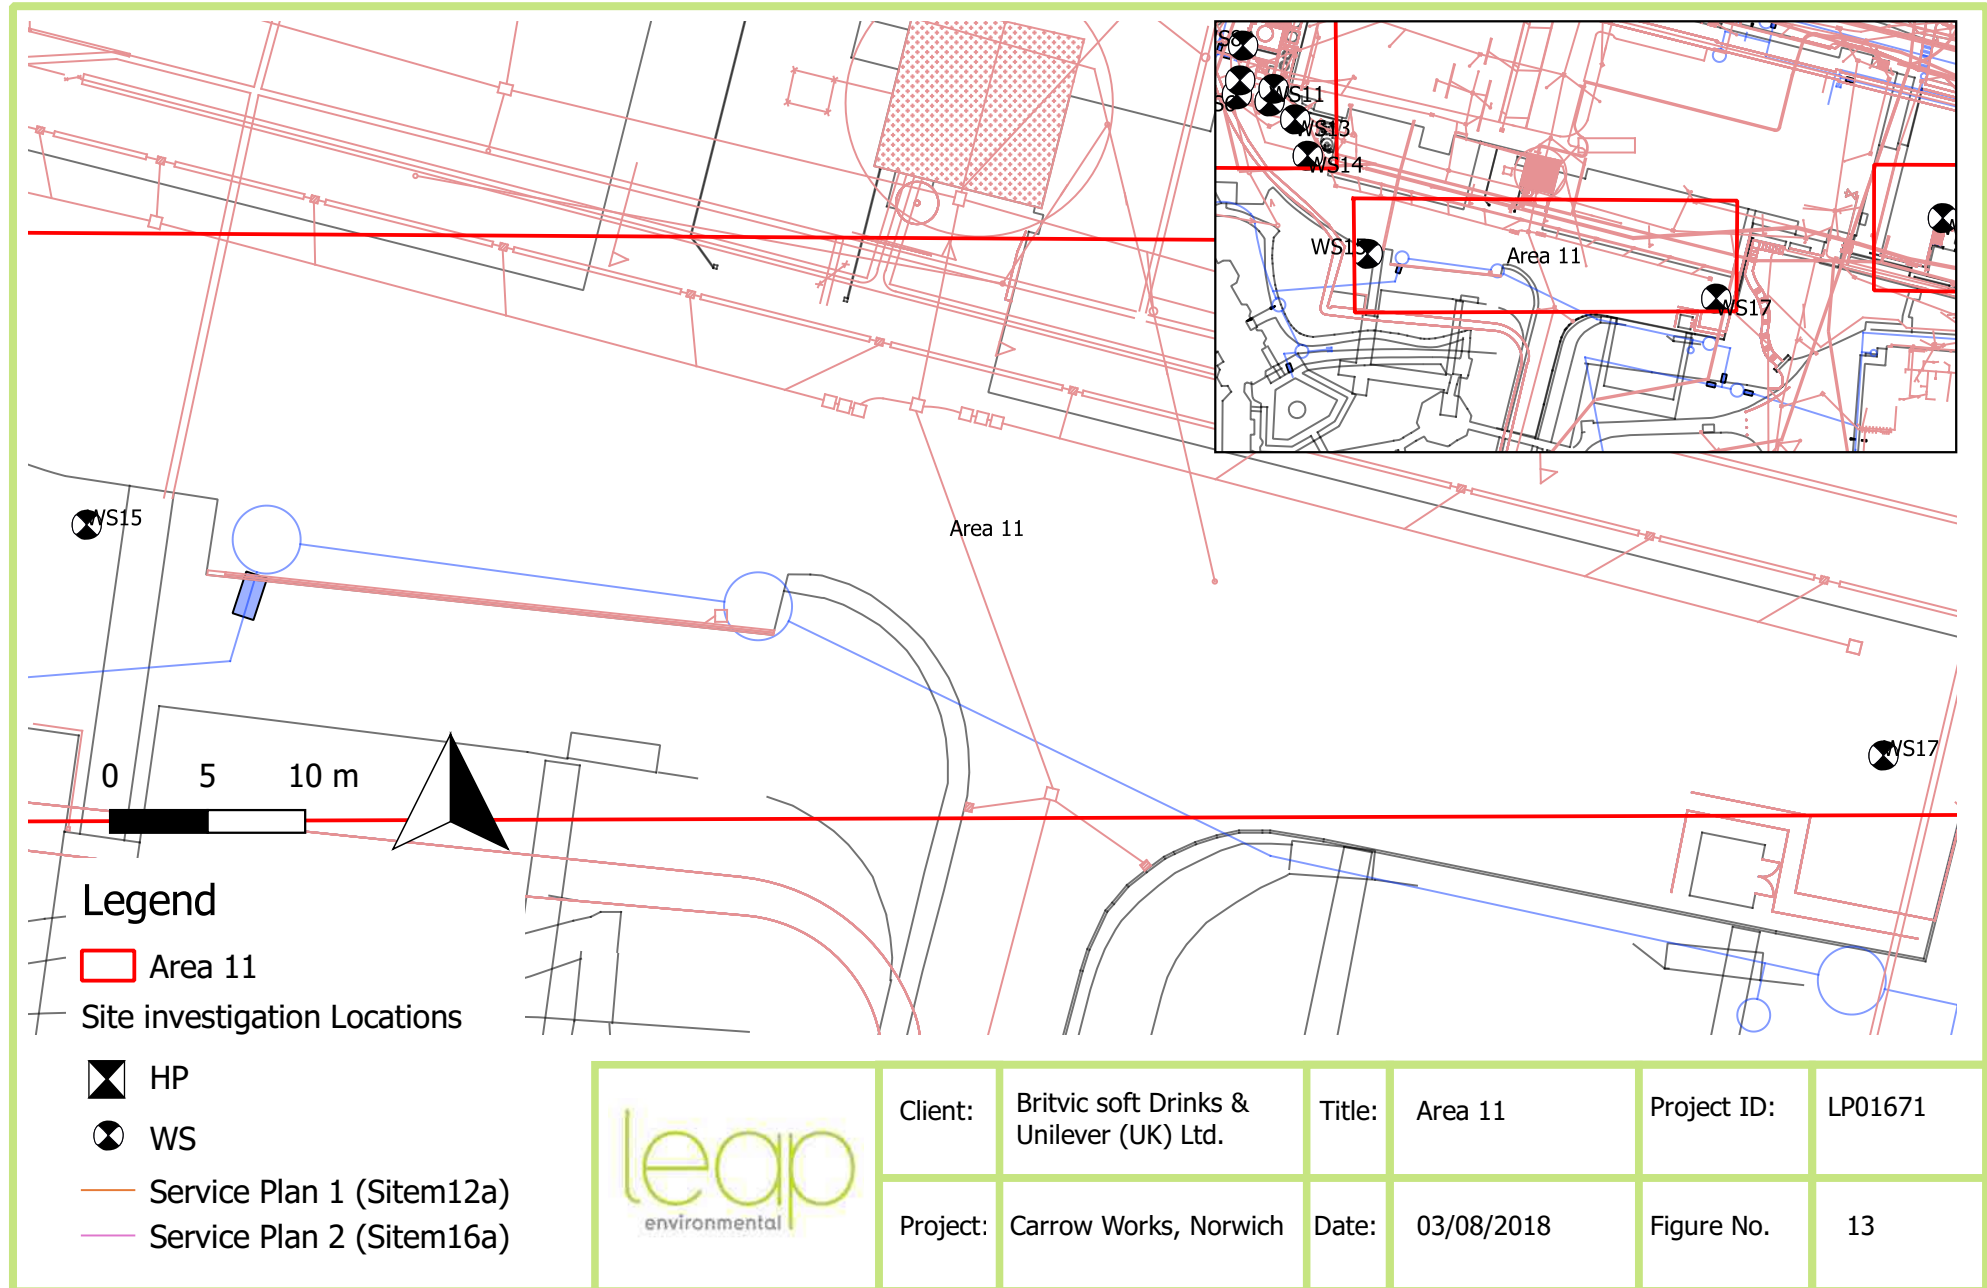 WS11
WS13
WS14
WS15
Area 11
WS17
WS15
Area 11
WS17
0 5 10 m
Legend
Area 11
Site investigation Locations
HP
WS
Service Plan 1 (Sitem12a)
Service Plan 2 (Sitem16a)
leap
environmental
Client: Britvic soft Drinks &
Unilever (UK) Ltd.
Title: Area 11
Project ID: LP01671
Project: Carrow Works, Norwich
Date: 03/08/2018
Figure No. 13